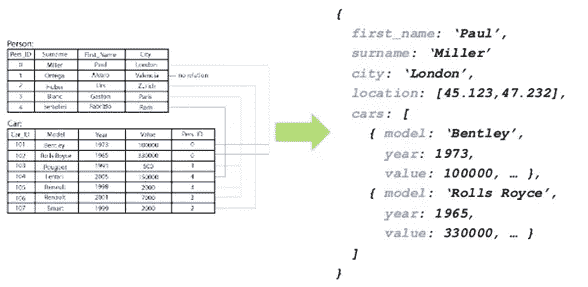 Person:
Pers_ID Surname First_Name City
0 Miller Paul London
1 Ortega Alvaro Valencia no relation
2 Huber Urs Zurich
3 Blanc Gaston Paris
4 Bertolini Fabrizio Rom
Car:
Car_ID Model Year Value Pers_ID
101 Bentley 1973 100000 0
102 Rolls Royce 1965 330000 0
103 Peugeot 1993 500 3
104 Ferrari 2005 150000 4
105 Renault 1998 2000 3
106 Renault 2001 7000 2
107 Smart 1999 2000 2
{
first_name: ‘Paul’,
surname: ‘Miller’
city: ‘London’,
location: [45.123,47.232],
cars: [
{ model: ‘Bentley’,
year: 1973,
value: 100000, … },
{ model: ‘Rolls Royce’,
year: 1965,
value: 330000, … }
]
}